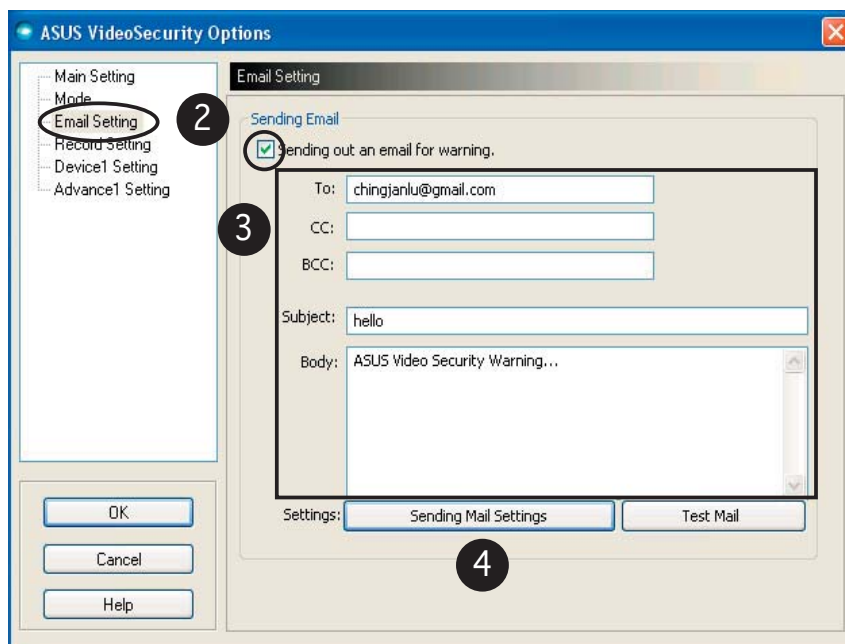 ASUS VideoSecurity Options
Main Setting
Mode
Email Setting
Record Setting
Device1 Setting
Advance1 Setting
2
OK
Cancel
Help
Email Setting
Sending Email
Sending out an email for warning.
3
To: chingjanlu@gmail.com
CC:
BCC:
Subject: hello
Body: ASUS Video Security Warning...
Settings: Sending Mail Settings Test Mail
4